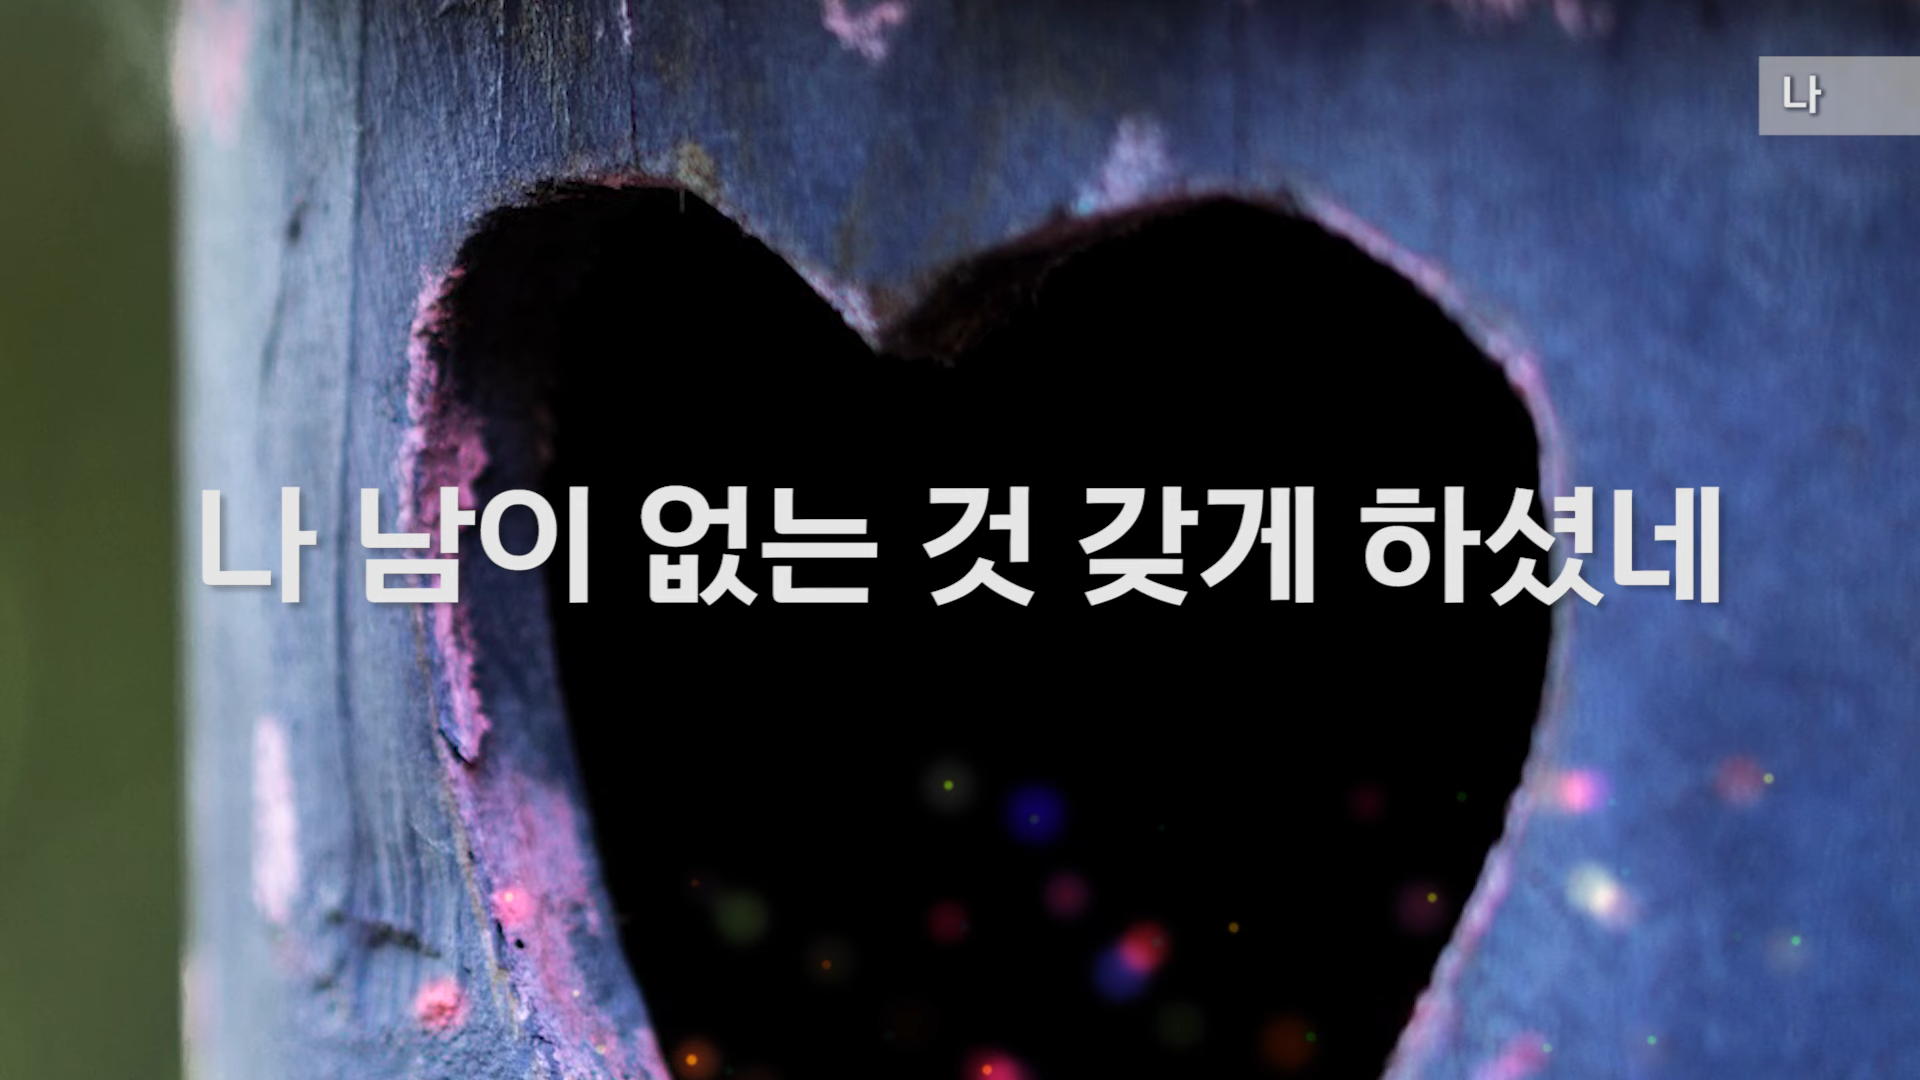 나
나 남이 없는 것 갖게 하셨네